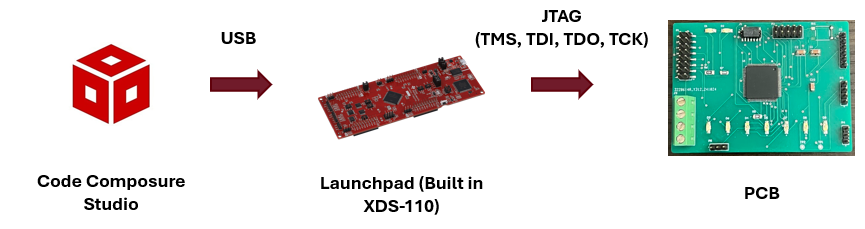 USB
JTAG
(TMS, TDI, TDO, TCK)
Code Composure
Studio
Launchpad (Built in
XDS-110)
PCB